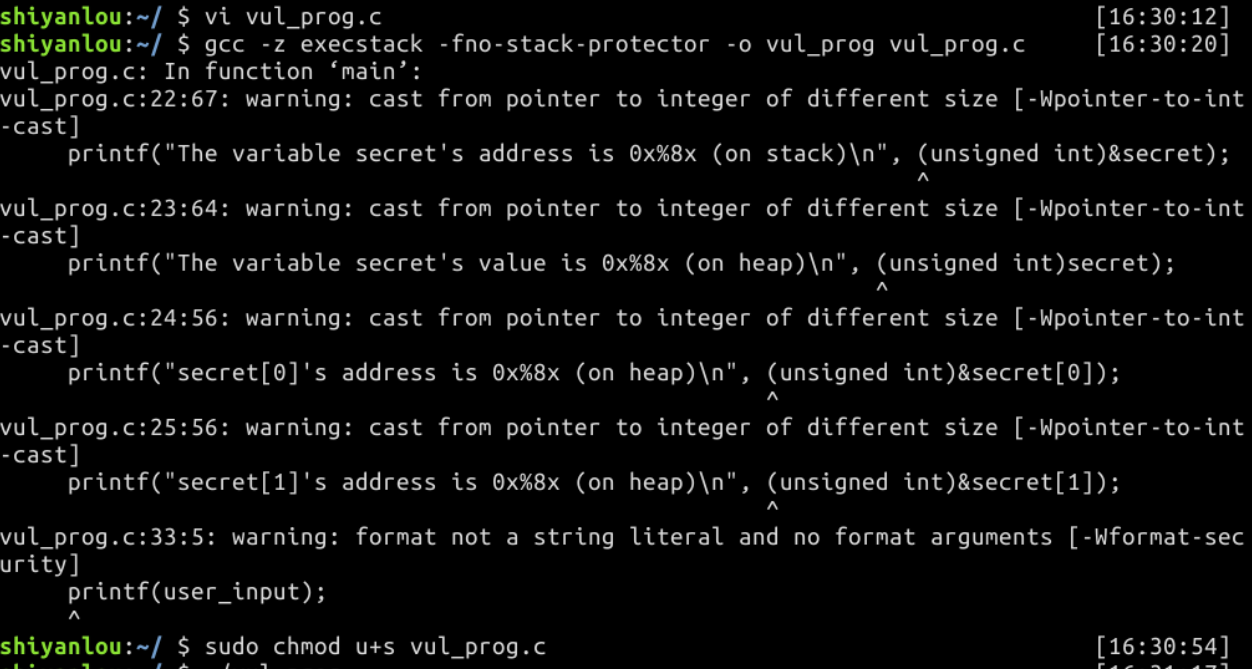 shiyanlou:~/ $ vi vul_prog.c [16:30:12]
shiyanlou:~/ $ gcc -z execstack -fno-stack-protector -o vul_prog vul_prog.c [16:30:20]
vul_prog.c: In function ‘main’:
vul_prog.c:22:67: warning: cast from pointer to integer of different size [-Wpointer-to-int
-cast]
     printf("The variable secret's address is 0x%8x (on stack)\n", (unsigned int)&secret);
                                                                   ^
vul_prog.c:23:64: warning: cast from pointer to integer of different size [-Wpointer-to-int
-cast]
     printf("The variable secret's value is 0x%8x (on heap)\n", (unsigned int)secret);
                                                                ^
vul_prog.c:24:56: warning: cast from pointer to integer of different size [-Wpointer-to-int
-cast]
     printf("secret[0]'s address is 0x%8x (on heap)\n", (unsigned int)&secret[0]);
                                                        ^
vul_prog.c:25:56: warning: cast from pointer to integer of different size [-Wpointer-to-int
-cast]
     printf("secret[1]'s address is 0x%8x (on heap)\n", (unsigned int)&secret[1]);
                                                        ^
vul_prog.c:33:5: warning: format not a string literal and no format arguments [-Wformat-sec
urity]
     printf(user_input);
     ^
shiyanlou:~/ $ sudo chmod u+s vul_prog.c [16:30:54]